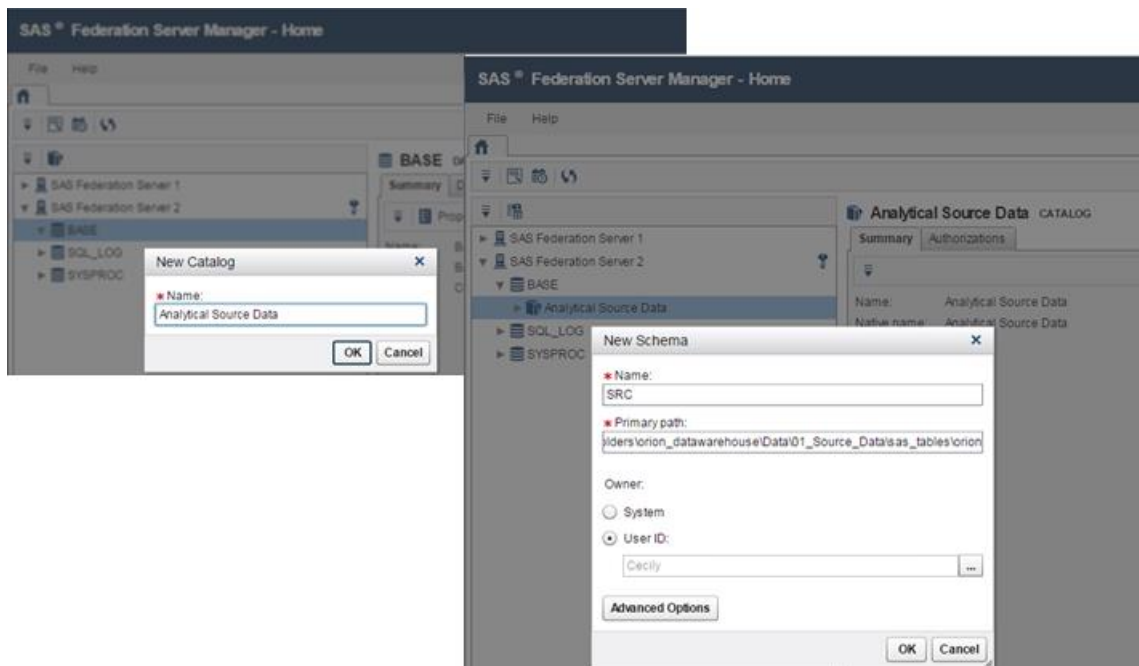 SAS ® Federation Server Manager - Home
File Help
SAS Federation Server 1
SAS Federation Server 2
BASE
SQL_LOG
SYSPROC
BASE
Summary
New Catalog
* Name:
Analytical Source Data
OK Cancel
SAS ® Federation Server Manager - Home
File Help
SAS Federation Server 1
SAS Federation Server 2
BASE
Analytical Source Data
SQL_LOG
SYSPROC
Analytical Source Data CATALOG
Summary Authorizations
Name: Analytical Source Data
Native name: Analytical Source Data
New Schema
* Name:
SRC
* Primary path:
lders\orion_datawarehouse\Data\01_Source_Data\sas_tables\orion
Owner:
System
User ID:
Cecily ...
Advanced Options
OK Cancel